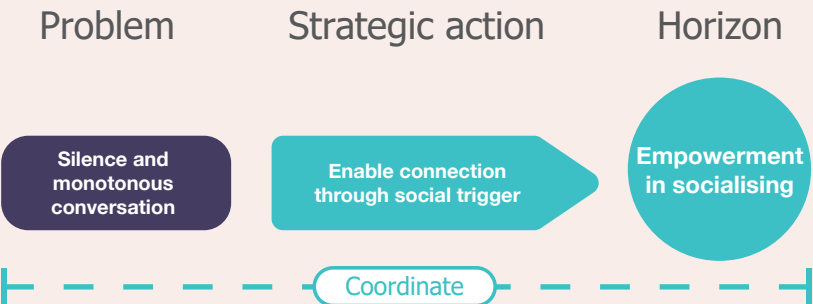 Problem
Strategic action
Horizon
Silence and
monotonous
conversation
Enable connection
through social trigger
Empowerment
in socialising
Coordinate